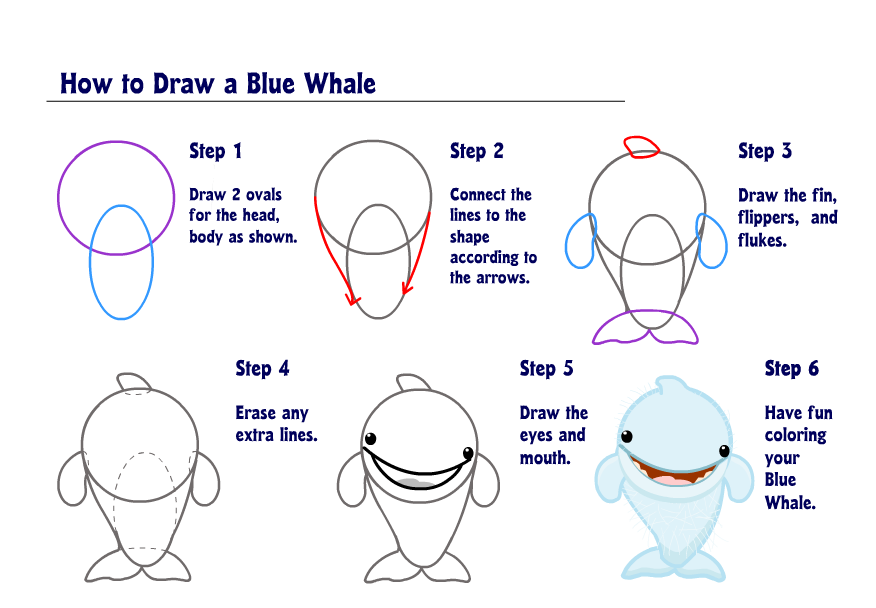 How to Draw a Blue Whale
Step 1
Draw 2 ovals
for the head,
body as shown.
Step 2
Connect the
lines to the
shape
according to
the arrows.
Step 3
Draw the fin,
flippers, and
flukes.
Step 4
Erase any
extra lines.
Step 5
Draw the
eyes and
mouth.
Step 6
Have fun
coloring
your
Blue
Whale.